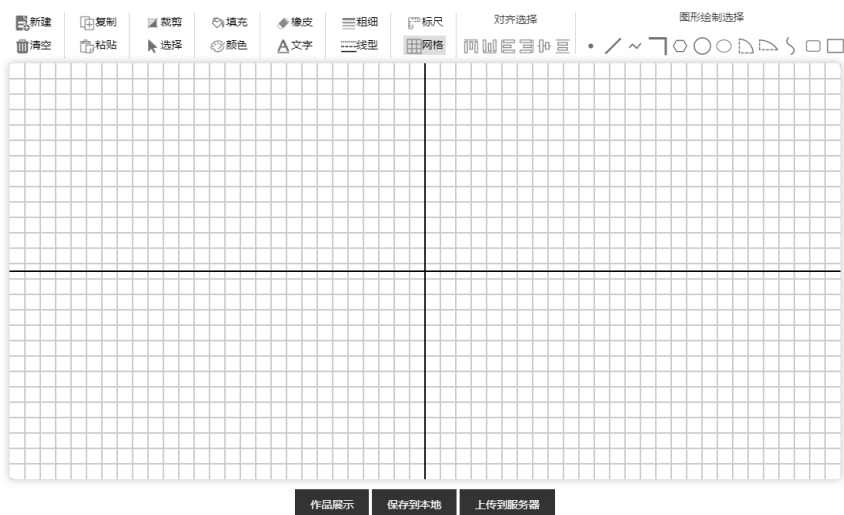 新建 复制 裁剪 填充 橡皮 粗细 标尺 对齐选择 图形绘制选择
清空 粘贴 选择 颜色 A文字 线型 网格
作品展示 保存到本地 上传到服务器